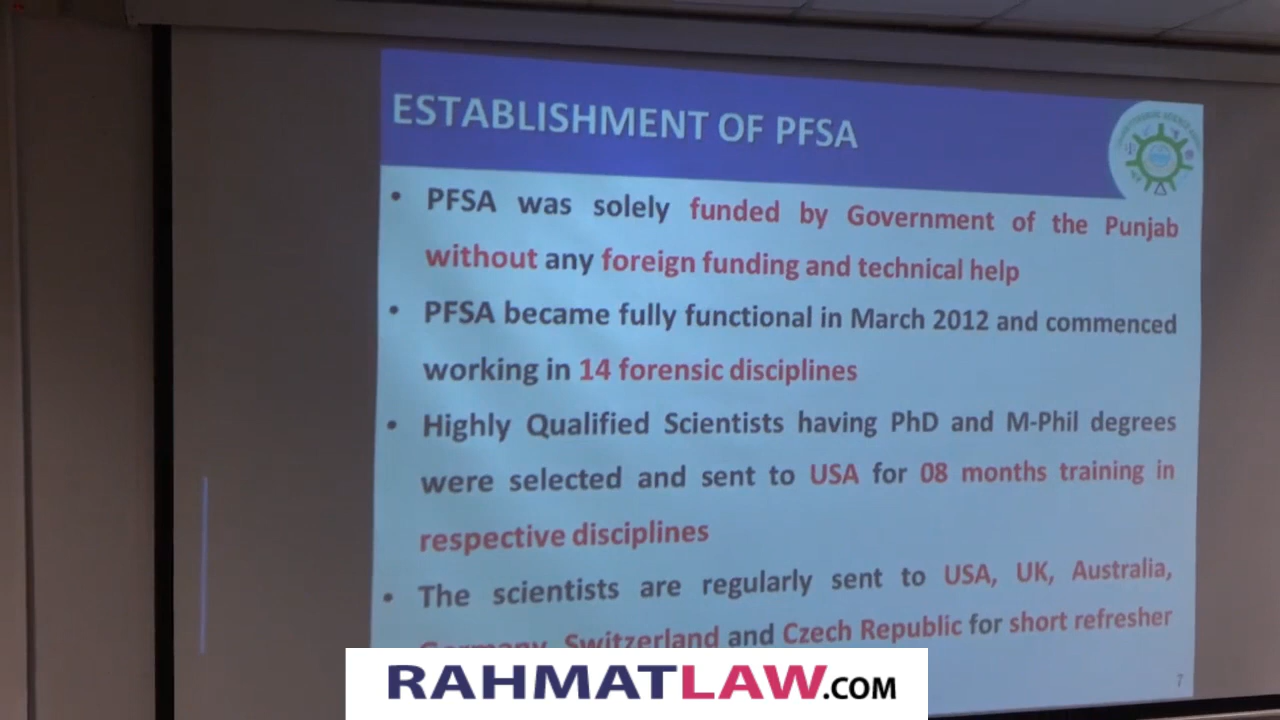 ESTABLISHMENT OF PFSA
• PFSA was solely funded by Government of the Punjab
without any foreign funding and technical help
• PFSA became fully functional in March 2012 and commenced
working in 14 forensic disciplines
• Highly Qualified Scientists having PhD and M-Phil degrees
were selected and sent to USA for 08 months training in
respective disciplines
• The scientists are regularly sent to USA, UK, Australia,
Germany, Switzerland and Czech Republic for short refresher
7
RAHMATLAW.COM